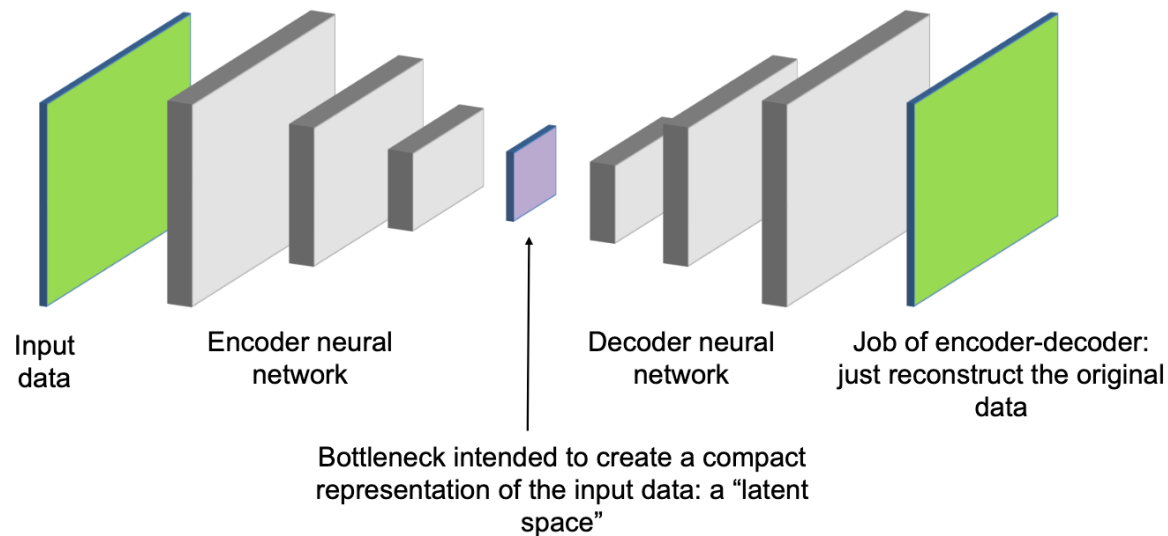 Input
data
Encoder neural
network
Decoder neural
network
Job of encoder-decoder:
just reconstruct the original
data
Bottleneck intended to create a compact
representation of the input data: a “latent
space”